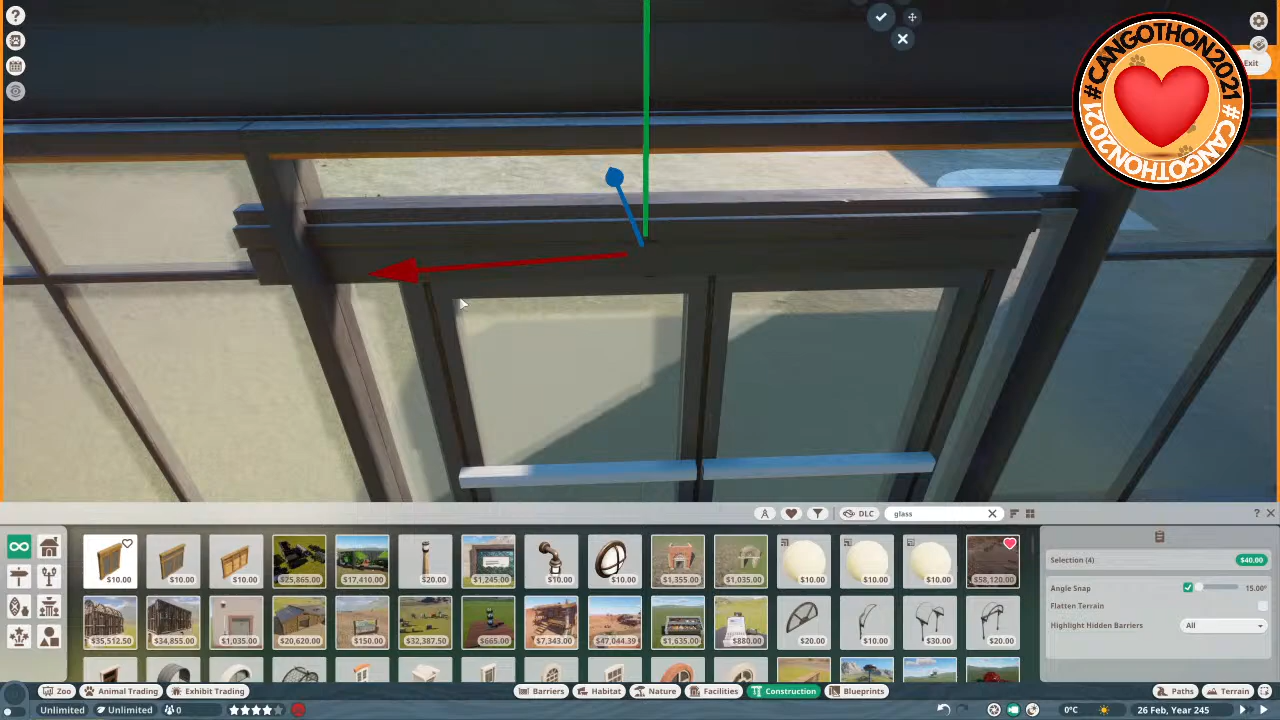 ?
#CANGOTHON2021
#CANGOTHON2021
Exit
DLC
glass
?
$10.00
$10.00
$10.00
$25,865.00
$17,410.00
$20.00
$1,245.00
$10.00
$10.00
$1,355.00
$1,035.00
$10.00
$10.00
$10.00
$58,120.00
$35,512.50
$34,855.00
$1,035.00
$20,620.00
$150.00
$32,387.50
$665.00
$7,343.00
$47,044.39
$1,635.00
$880.00
$20.00
$10.00
$30.00
$20.00
Selection (4)
$40.00
Angle Snap
15.00°
Flatten Terrain
Highlight Hidden Barriers
All
Zoo
Animal Trading
Exhibit Trading
Barriers
Habitat
Nature
Facilities
Construction
Blueprints
Paths
Terrain
Unlimited
Unlimited
0
0°C
26 Feb, Year 245